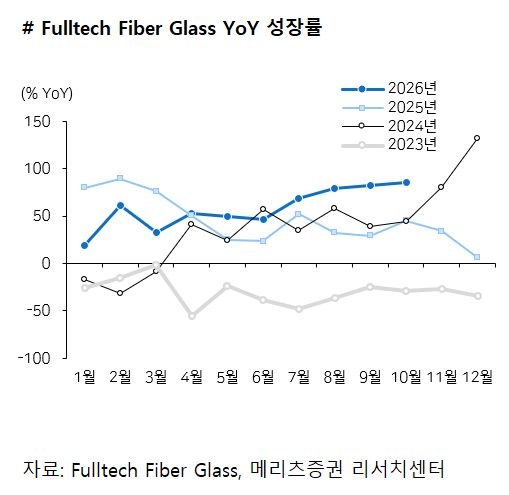 # Fulltech Fiber Glass YoY 성장률
(% YoY)
2026년
2025년
2024년
2023년
150
100
50
0
-50
-100
1월 2월 3월 4월 5월 6월 7월 8월 9월 10월 11월 12월
자료: Fulltech Fiber Glass, 메리츠증권 리서치센터